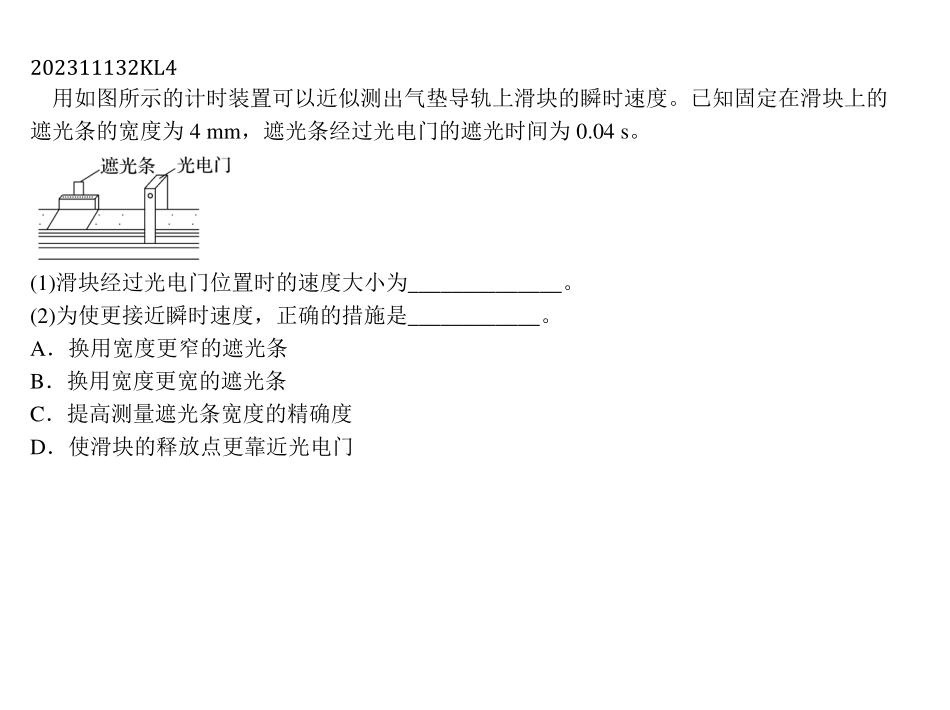 202311132KL4
用如图所示的计时装置可以近似测出气垫导轨上滑块的瞬时速度。已知固定在滑块上的
遮光条的宽度为 4 mm，遮光条经过光电门的遮光时间为 0.04 s。
遮光条 光电门
(1)滑块经过光电门位置时的速度大小为______________。
(2)为使更接近瞬时速度，正确的措施是____________。
A．换用宽度更窄的遮光条
B．换用宽度更宽的遮光条
C．提高测量遮光条宽度的精确度
D．使滑块的释放点更靠近光电门